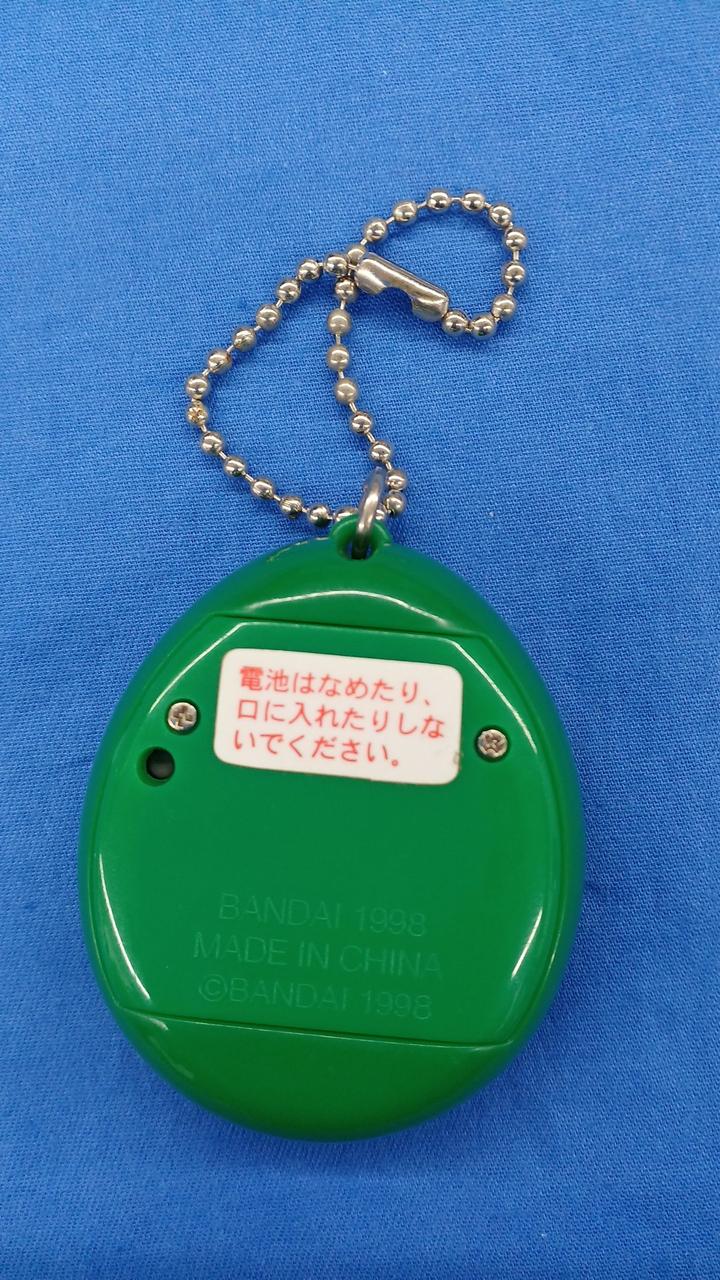 電池はなめたり、
口に入れたりしな
いでください。
BANDAI 1998
MADE IN CHINA
©BANDAI 1998